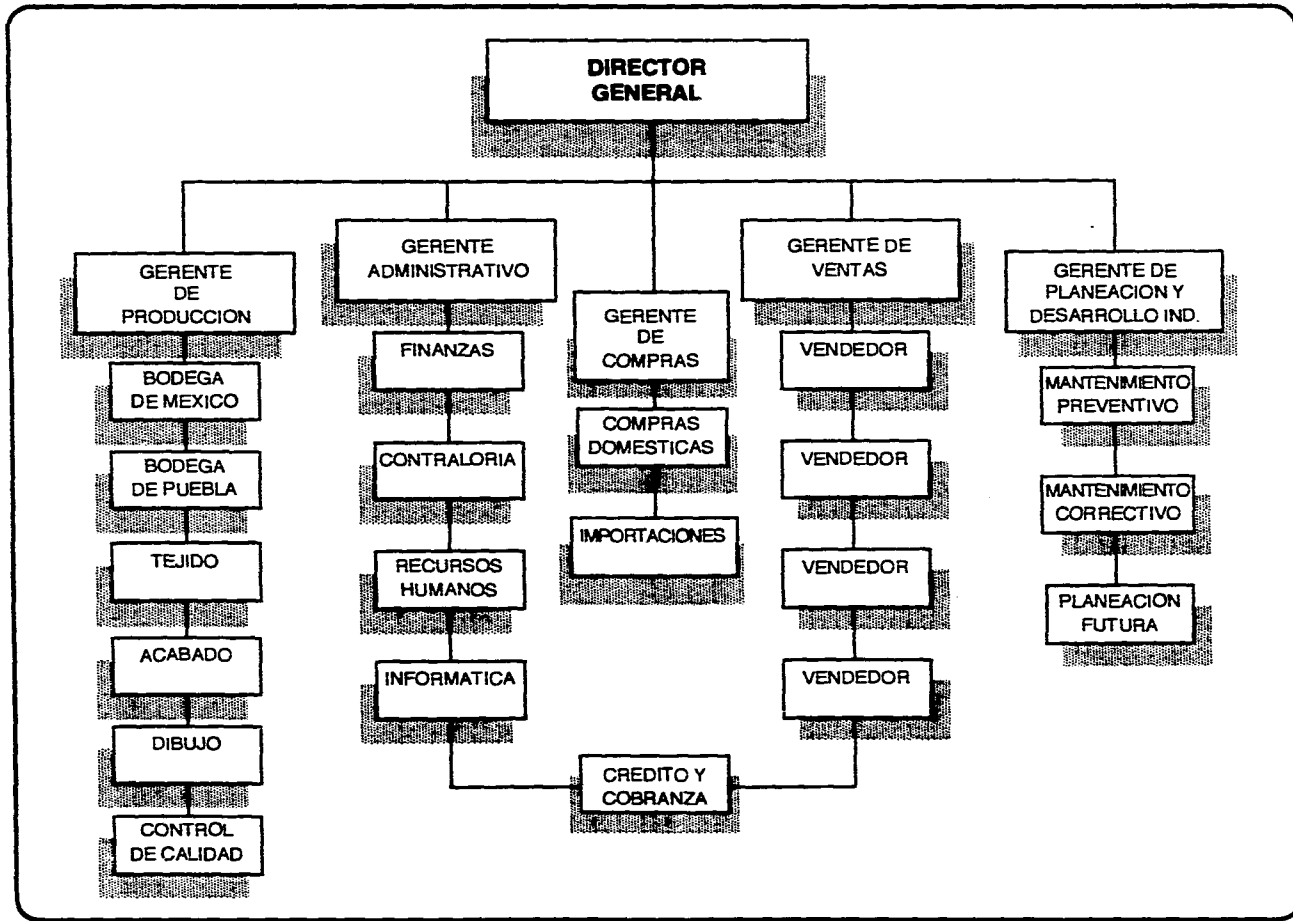 DIRECTOR
GENERAL
GERENTE
DE
PRODUCCION
BODEGA
DE MEXICO
BODEGA
DE PUEBLA
TEJIDO
ACABADO
DIBUJO
CONTROL
DE CALIDAD
GERENTE
ADMINISTRATIVO
FINANZAS
CONTRALORIA
RECURSOS
HUMANOS
INFORMATICA
GERENTE
DE
COMPRAS
COMPRAS
DOMESTICAS
IMPORTACIONES
GERENTE DE
VENTAS
VENDEDOR
VENDEDOR
VENDEDOR
VENDEDOR
CREDITO Y
COBRANZA
GERENTE DE
PLANEACION Y
DESARROLLO IND.
MANTENIMIENTO
PREVENTIVO
MANTENIMIENTO
CORRECTIVO
PLANEACION
FUTURA